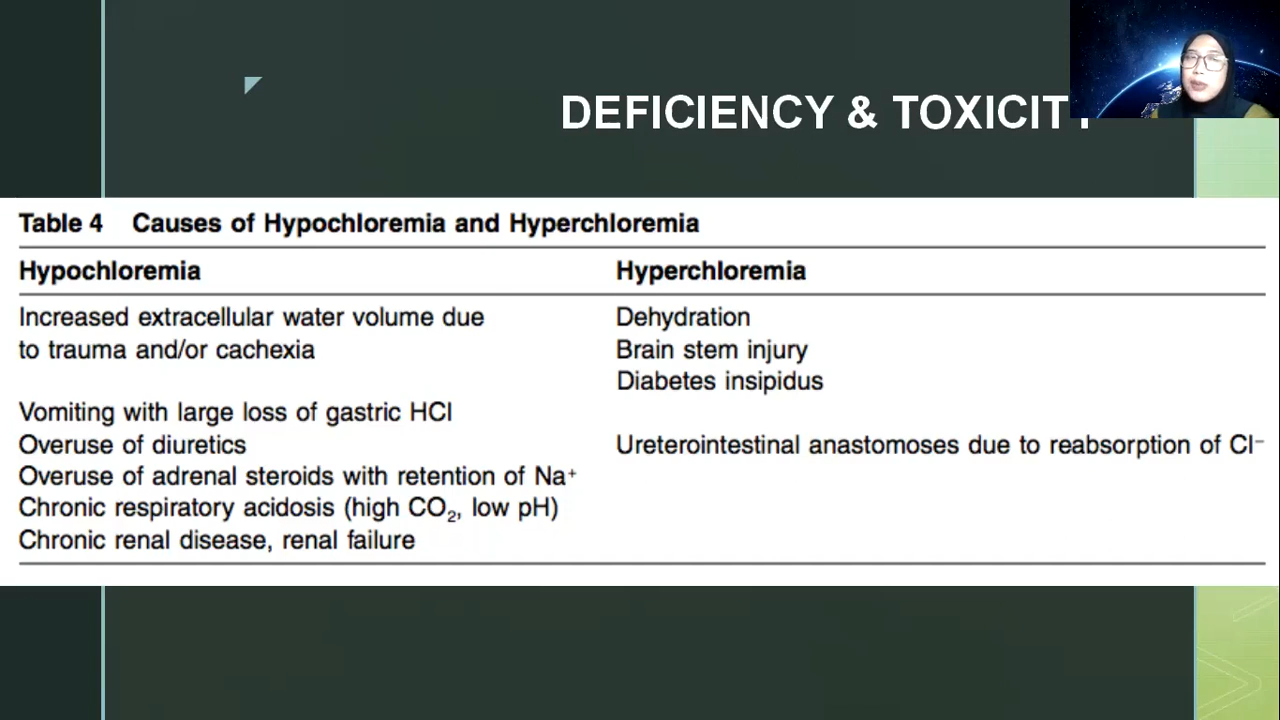 DEFICIENCY & TOXICITY
Table 4 Causes of Hypochloremia and Hyperchloremia
Hypochloremia Hyperchloremia
Increased extracellular water volume due Dehydration
to trauma and/or cachexia Brain stem injury
Diabetes insipidus
Vomiting with large loss of gastric HCl
Overuse of diuretics Ureterointestinal anastomoses due to reabsorption of Cl⁻
Overuse of adrenal steroids with retention of Na⁺
Chronic respiratory acidosis (high CO₂, low pH)
Chronic renal disease, renal failure